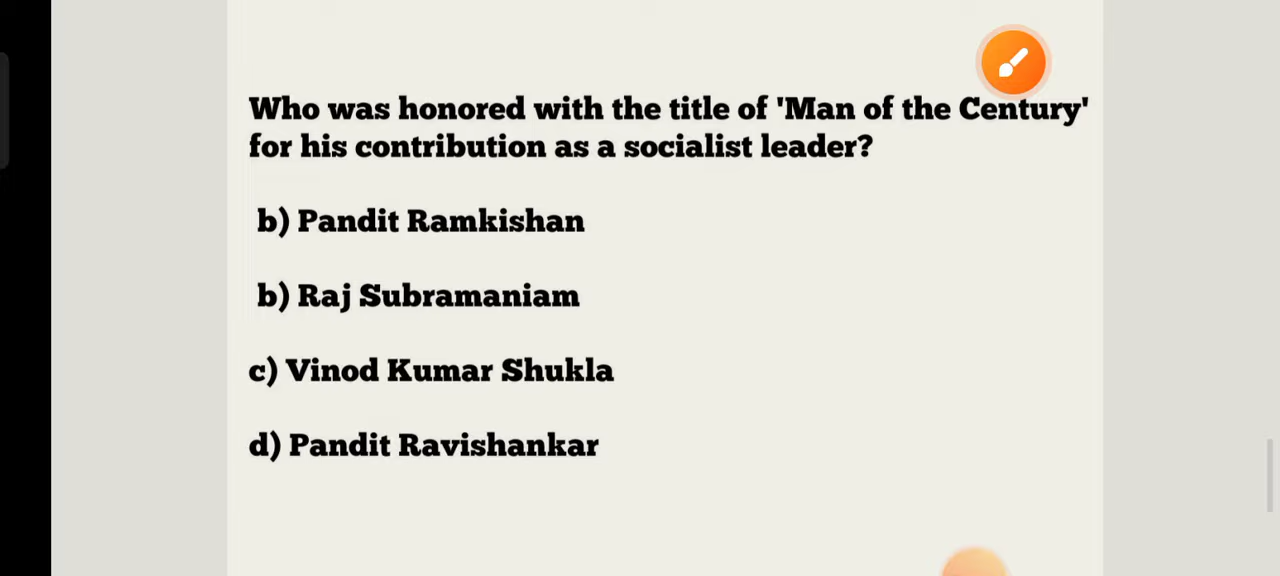 Who was honored with the title of 'Man of the Century'
for his contribution as a socialist leader?
b) Pandit Ramkishan
b) Raj Subramaniam
c) Vinod Kumar Shukla
d) Pandit Ravishankar